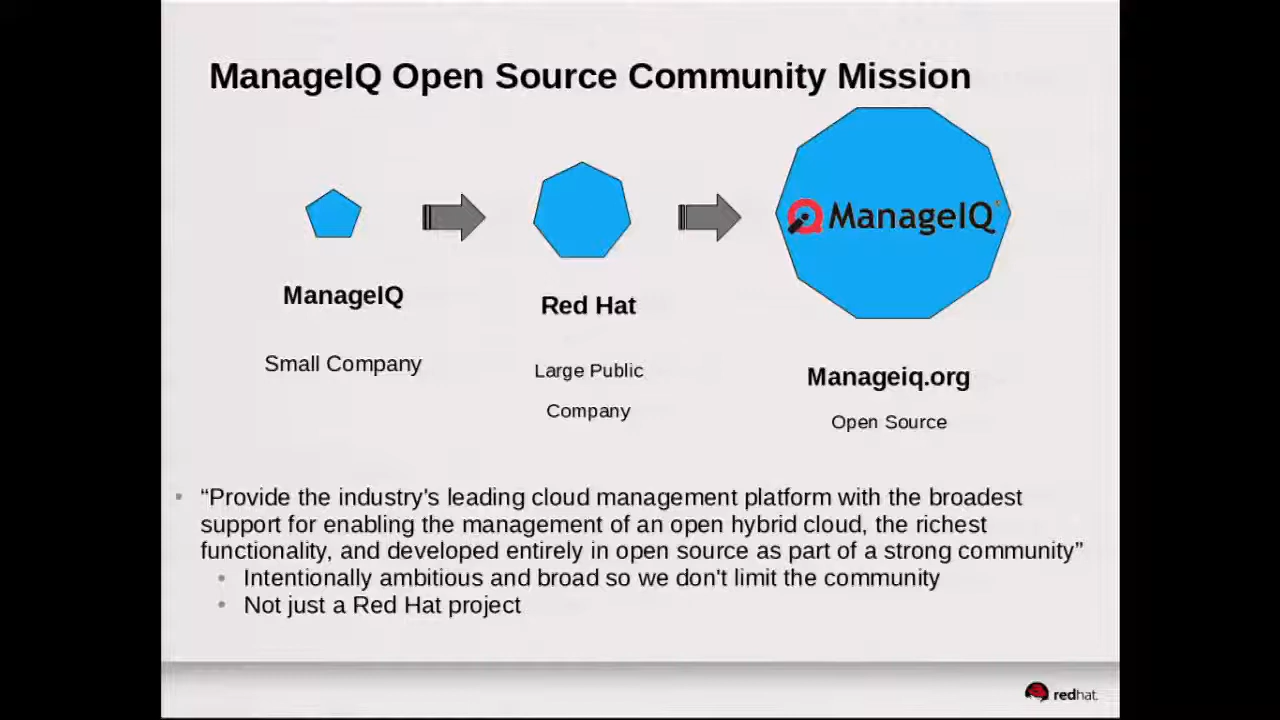 ManageIQ Open Source Community Mission
ManageIQ
ManageIQ
Red Hat
Small Company
Large Public
Company
Manageiq.org
Open Source
• “Provide the industry's leading cloud management platform with the broadest
support for enabling the management of an open hybrid cloud, the richest
functionality, and developed entirely in open source as part of a strong community”
• Intentionally ambitious and broad so we don't limit the community
• Not just a Red Hat project
redhat.